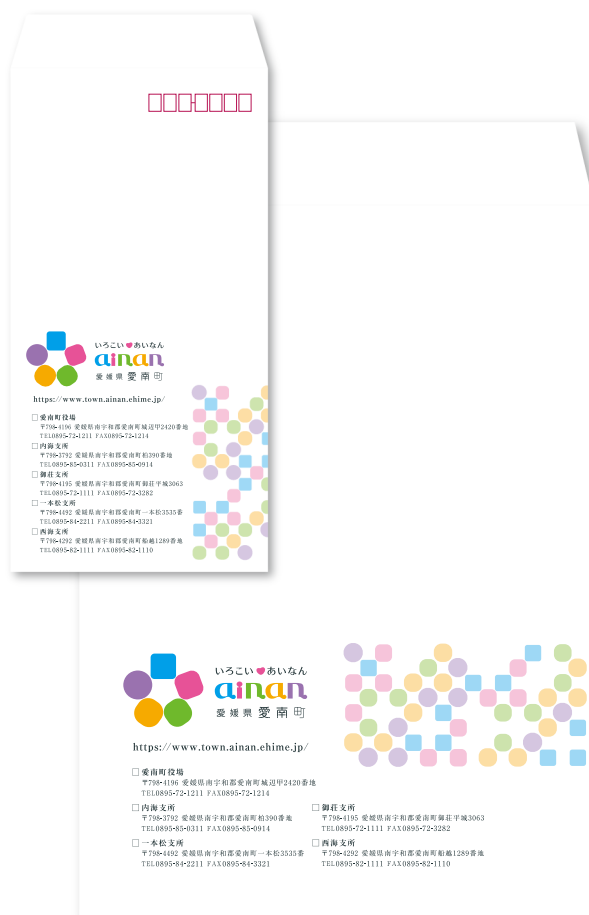 いろこい♥あいなん
ainan
愛媛県 愛南町
https://www.town.ainan.ehime.jp/
□愛南町役場
〒798-4196 愛媛県南宇和郡愛南町城辺甲2420番地
TEL0895-72-1211 FAX0895-72-1214
□内海支所
〒798-3792 愛媛県南宇和郡愛南町柏390番地
TEL0895-85-0311 FAX0895-85-0914
□御荘支所
〒798-4195 愛媛県南宇和郡愛南町御荘平城3063
TEL0895-72-1111 FAX0895-72-3282
□一本松支所
〒798-4492 愛媛県南宇和郡愛南町一本松3535番
TEL0895-84-2211 FAX0895-84-3321
□西海支所
〒798-4292 愛媛県南宇和郡愛南町船越1289番地
TEL0895-82-1111 FAX0895-82-1110
いろこい♥あいなん
ainan
愛媛県 愛南町
https://www.town.ainan.ehime.jp/
□愛南町役場
〒798-4196 愛媛県南宇和郡愛南町城辺甲2420番地
TEL0895-72-1211 FAX0895-72-1214
□内海支所
〒798-3792 愛媛県南宇和郡愛南町柏390番地
TEL0895-85-0311 FAX0895-85-0914
□一本松支所
〒798-4492 愛媛県南宇和郡愛南町一本松3535番
TEL0895-84-2211 FAX0895-84-3321
□御荘支所
〒798-4195 愛媛県南宇和郡愛南町御荘平城3063
TEL0895-72-1111 FAX0895-72-3282
□西海支所
〒798-4292 愛媛県南宇和郡愛南町船越1289番地
TEL0895-82-1111 FAX0895-82-1110